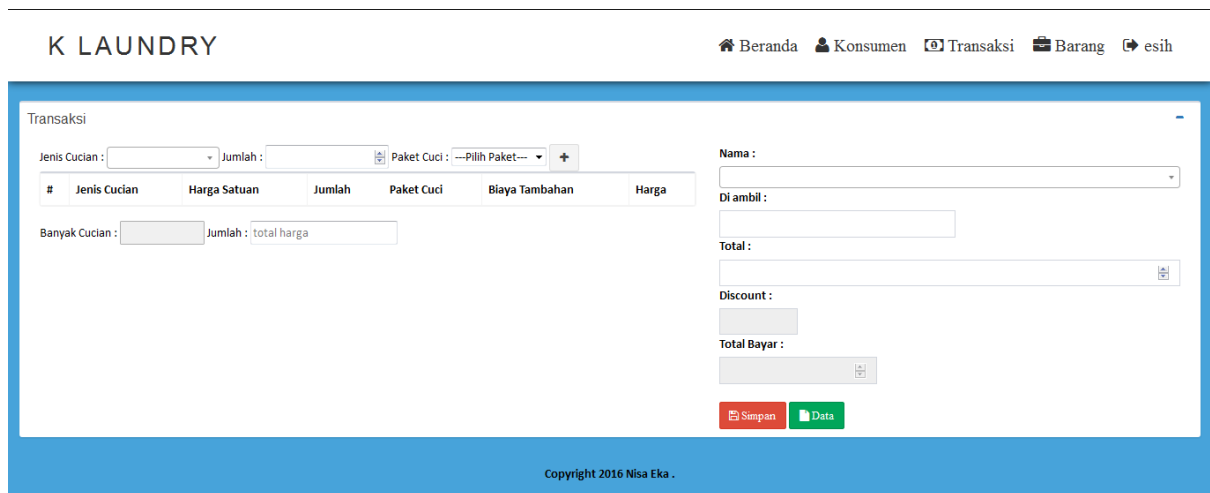 K LAUNDRY
Beranda Konsumen Transaksi Barang esih
Transaksi
Jenis Cucian : Jumlah : Paket Cuci : ---Pilih Paket--- +
# Jenis Cucian Harga Satuan Jumlah Paket Cuci Biaya Tambahan Harga
Banyak Cucian : Jumlah : total harga
Nama :
Di ambil :
Total :
Discount :
Total Bayar :
Simpan Data
Copyright 2016 Nisa Eka .